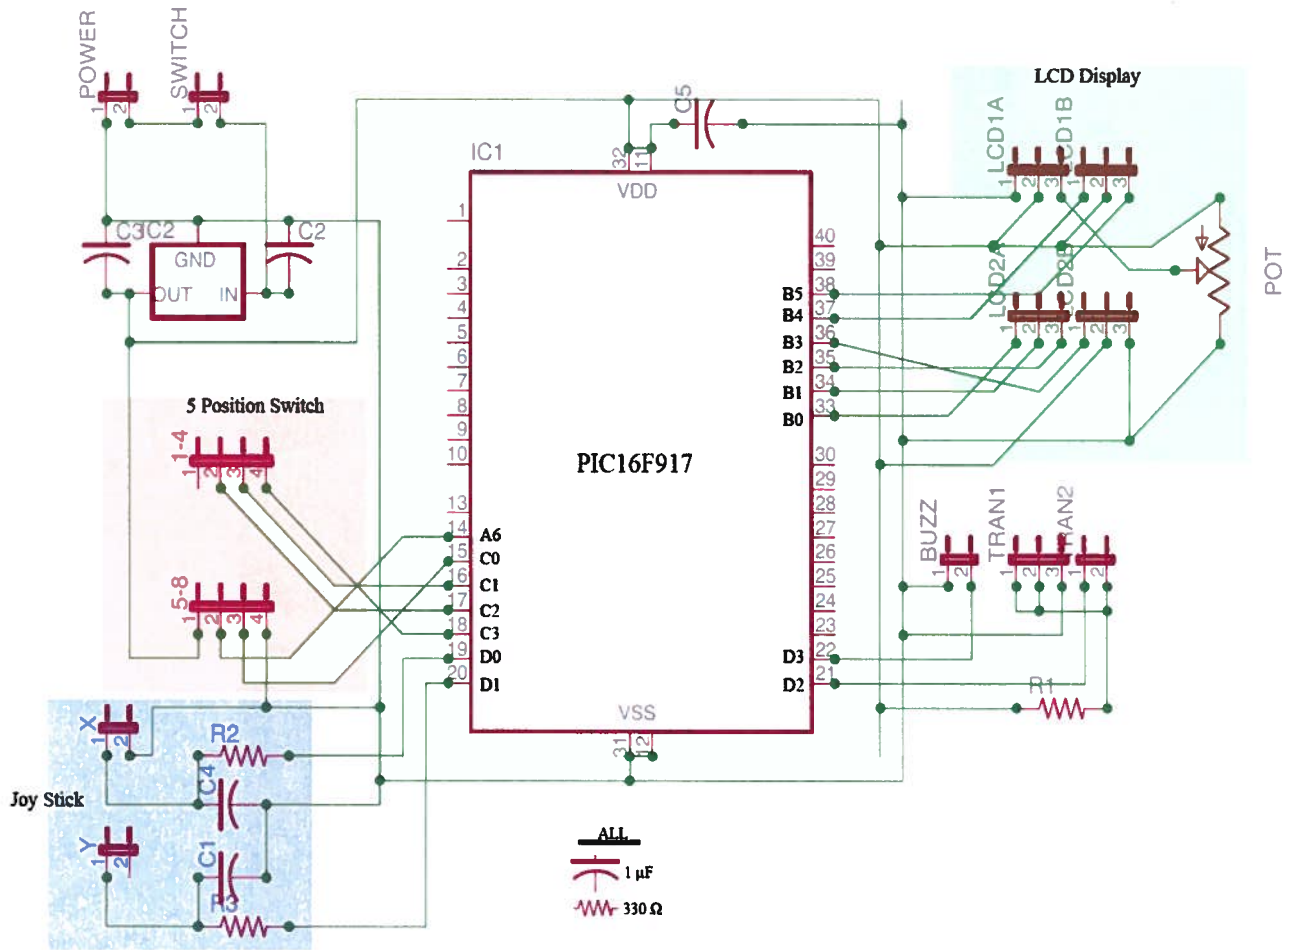 POWER
SWITCH
1
2
1
2
C5
LCD Display
LCD1A
LCD1B
1
2
3
1
2
3
IC1
32
11
VDD
C3
IC2
C2
GND
OUT
IN
POT
LCD2A
LCD2B
1
2
3
1
2
3
1
2
3
4
5
6
7
8
9
10
13
14
15
16
17
18
19
20
A6
C0
C1
C2
C3
D0
D1
PIC16F917
40
39
38
37
36
35
34
33
30
29
28
27
26
25
24
23
22
21
B5
B4
B3
B2
B1
B0
D3
D2
5 Position Switch
1-4
1
2
3
4
5-8
1
2
3
4
BUZZ
1
2
TRAN1
1
2
3
TRAN2
1
2
R1
VSS
31
12
Joy Stick
X
1
2
R2
C4
Y
1
2
C1
R3
ALL
1 µF
330 Ω